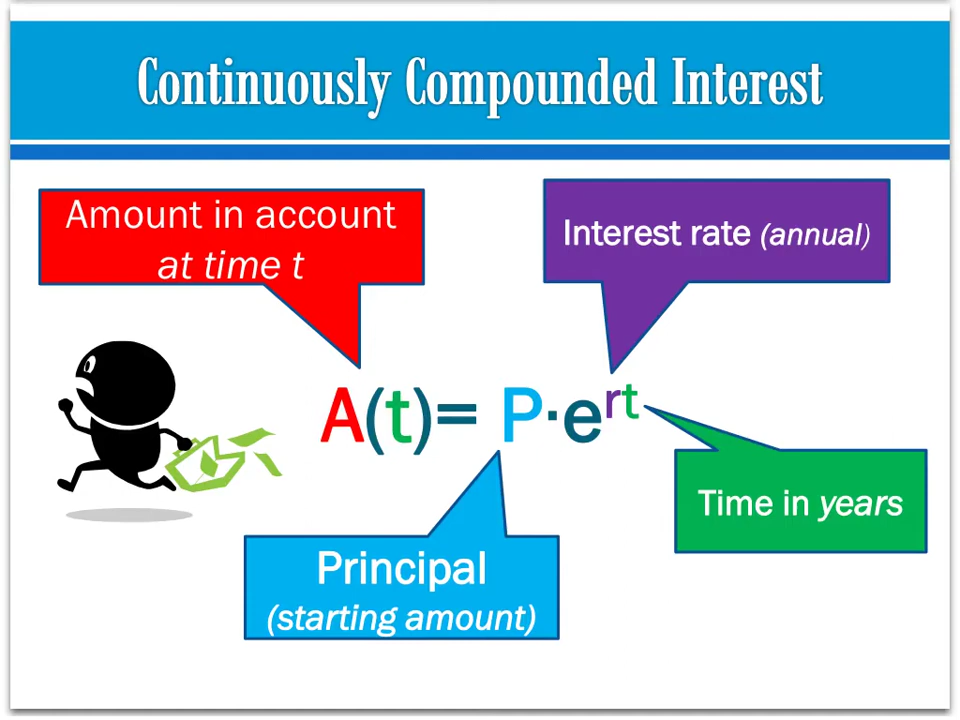 Continuously Compounded Interest
Amount in account
at time t
Interest rate (annual)
A(t)= P·e^rt
Time in years
Principal
(starting amount)